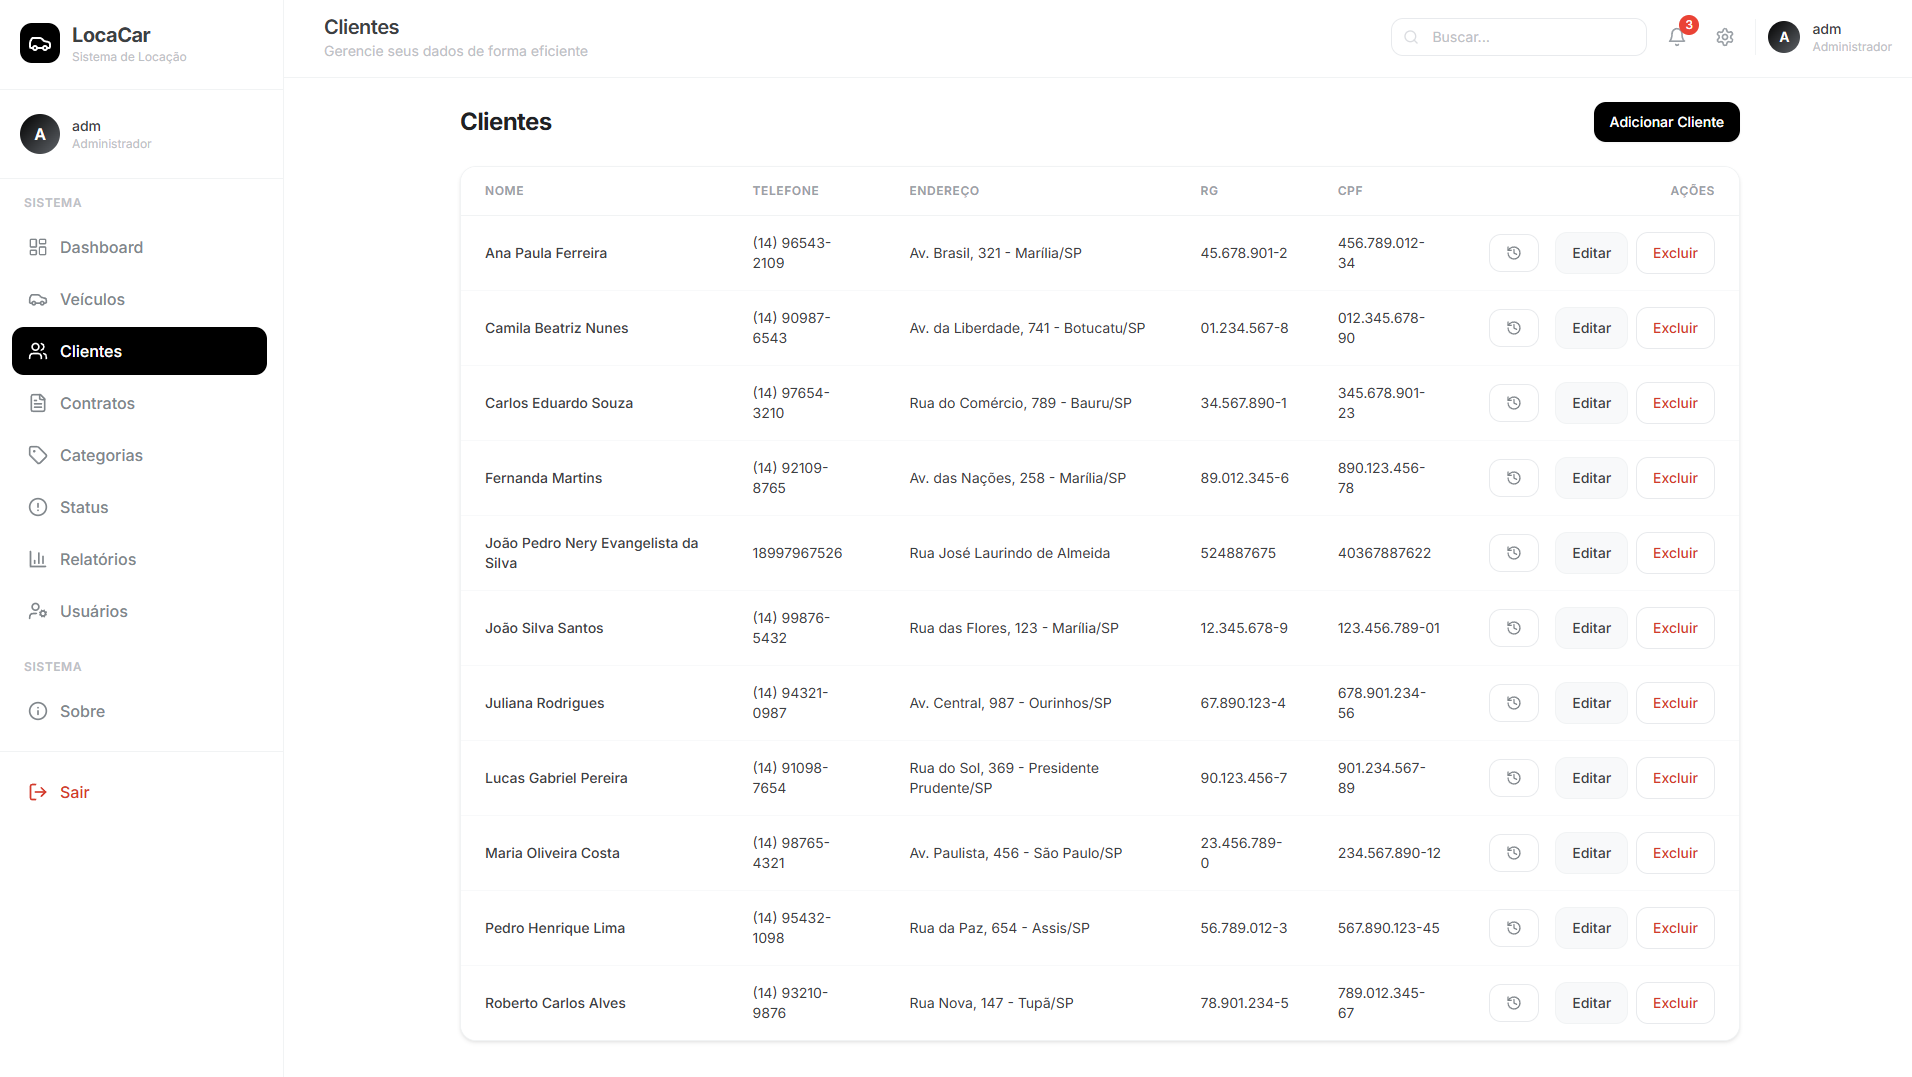 LocaCar
Sistema de Locação
A
adm
Administrador
SISTEMA
Dashboard
Veículos
Clientes
Contratos
Categorias
Status
Relatórios
Usuários
SISTEMA
Sobre
Sair
Clientes
Gerencie seus dados de forma eficiente
Buscar...
3
A
adm
Administrador
Clientes
Adicionar Cliente
NOME TELEFONE ENDEREÇO RG CPF AÇÕES
Ana Paula Ferreira (14) 96543- Av. Brasil, 321 - Marília/SP 45.678.901-2 456.789.012- Editar Excluir
2109 34
Camila Beatriz Nunes (14) 90987- Av. da Liberdade, 741 - Botucatu/SP 01.234.567-8 012.345.678- Editar Excluir
6543 90
Carlos Eduardo Souza (14) 97654- Rua do Comércio, 789 - Bauru/SP 34.567.890-1 345.678.901- Editar Excluir
3210 23
Fernanda Martins (14) 92109- Av. das Nações, 258 - Marília/SP 89.012.345-6 890.123.456- Editar Excluir
8765 78
João Pedro Nery Evangelista da 18997967526 Rua José Laurindo de Almeida 524887675 40367887622 Editar Excluir
Silva
João Silva Santos (14) 99876- Rua das Flores, 123 - Marília/SP 12.345.678-9 123.456.789-01 Editar Excluir
5432
Juliana Rodrigues (14) 94321- Av. Central, 987 - Ourinhos/SP 67.890.123-4 678.901.234- Editar Excluir
0987 56
Lucas Gabriel Pereira (14) 91098- Rua do Sol, 369 - Presidente 90.123.456-7 901.234.567- Editar Excluir
7654 Prudente/SP 89
Maria Oliveira Costa (14) 98765- Av. Paulista, 456 - São Paulo/SP 23.456.789- 234.567.890-12 Editar Excluir
4321 0
Pedro Henrique Lima (14) 95432- Rua da Paz, 654 - Assis/SP 56.789.012-3 567.890.123-45 Editar Excluir
1098
Roberto Carlos Alves (14) 93210- Rua Nova, 147 - Tupã/SP 78.901.234-5 789.012.345- Editar Excluir
9876 67